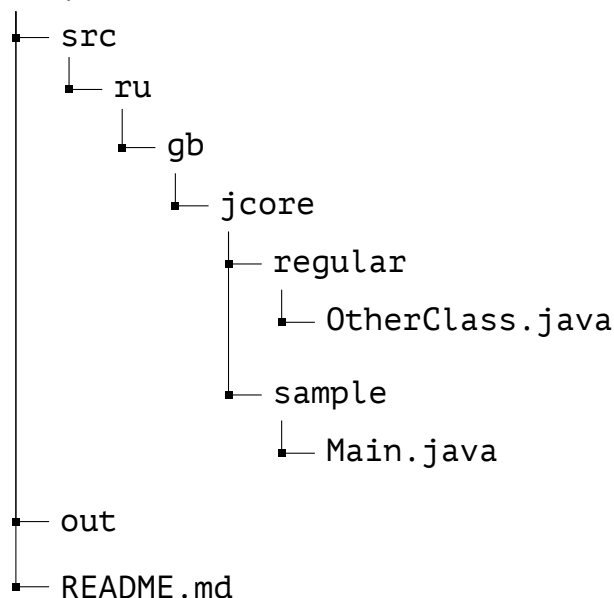 src
ru
gb
jcore
regular
OtherClass.java
sample
Main.java
out
README.md